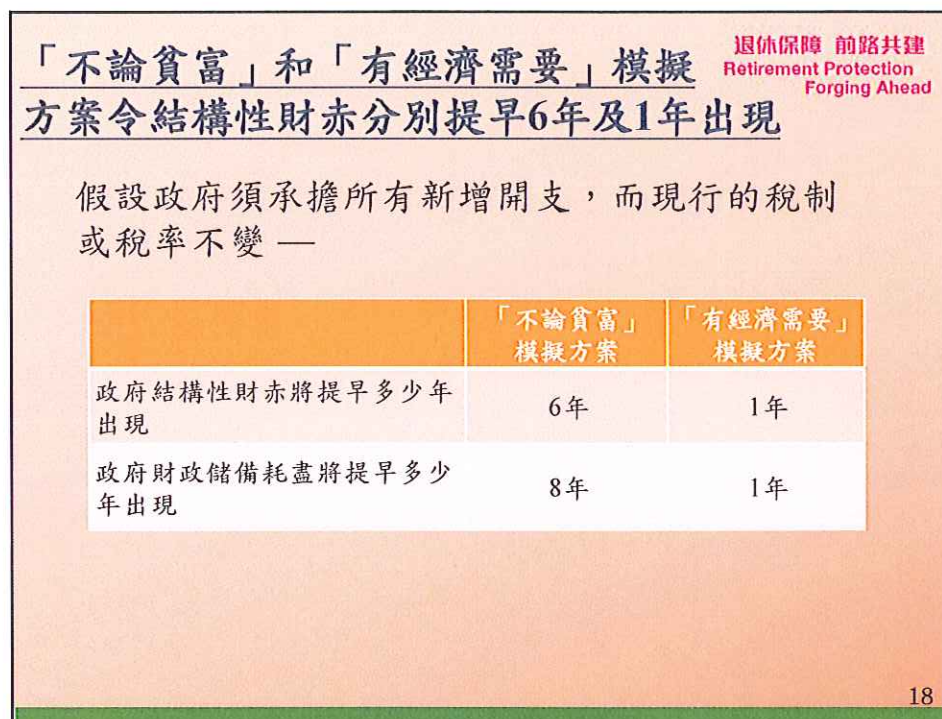 「不論貧富」和「有經濟需要」模擬
方案令結構性財赤分別提早6年及1年出現
退休保障 前路共建
Retirement Protection
Forging Ahead
假設政府須承擔所有新增開支，而現行的稅制
或稅率不變 —
「不論貧富」
模擬方案
「有經濟需要」
模擬方案
政府結構性財赤將提早多少年
出現
6年
1年
政府財政儲備耗盡將提早多少
年出現
8年
1年
18